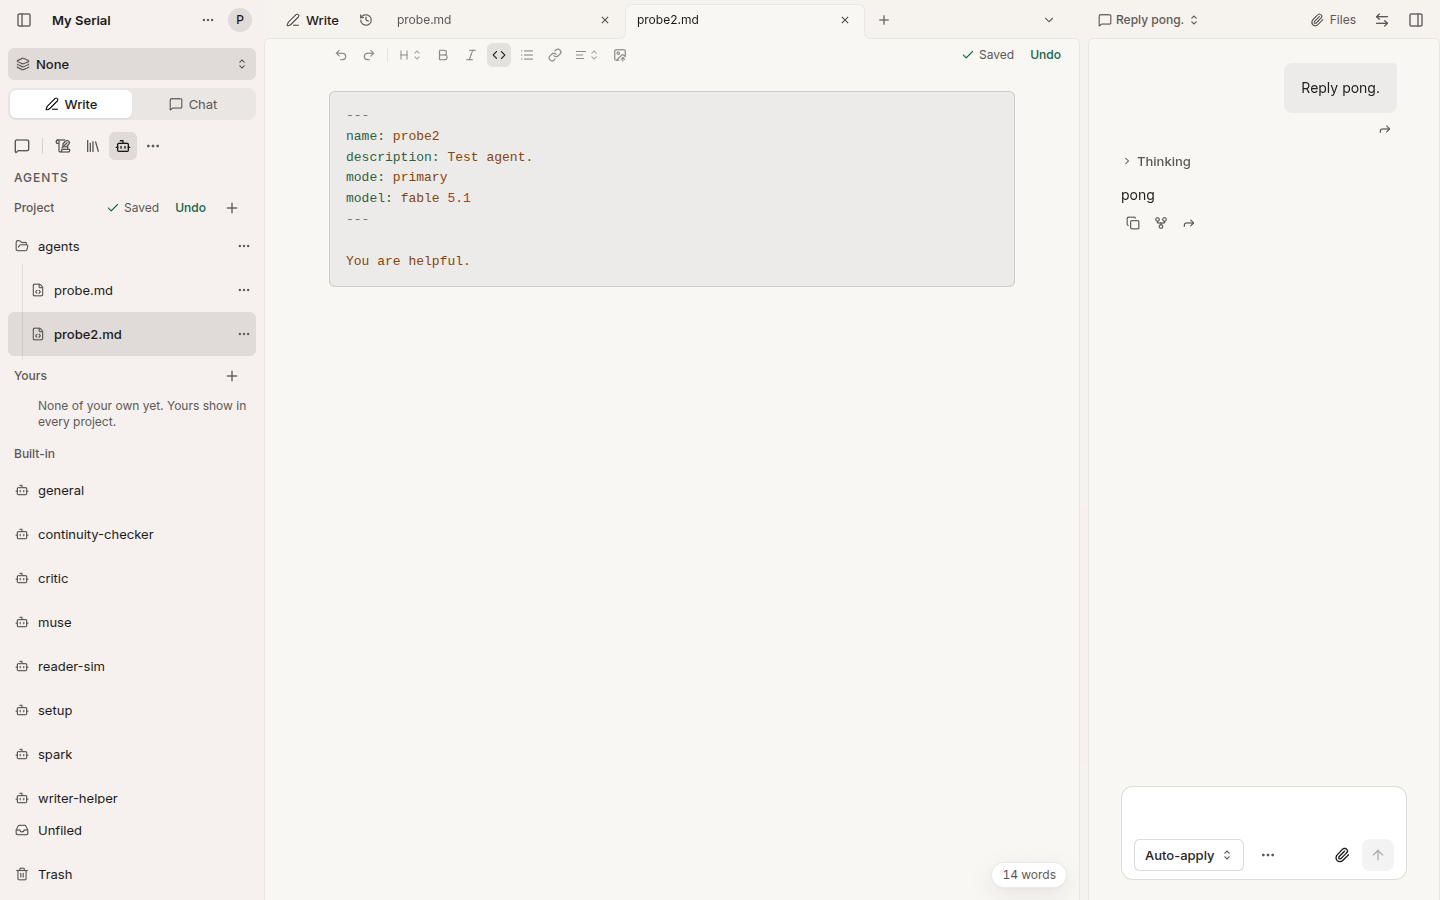 My Serial
P
None
Write
Chat
AGENTS
Project
Saved
Undo
agents
probe.md
probe2.md
Yours
None of your own yet. Yours show in
every project.
Built-in
general
continuity-checker
critic
muse
reader-sim
setup
spark
writer-helper
Unfiled
Trash
Write
probe.md
probe2.md
H
B
I
Saved
Undo
---
name: probe2
description: Test agent.
mode: primary
model: fable 5.1
---
You are helpful.
14 words
Reply pong.
Files
Reply pong.
Thinking
pong
Auto-apply